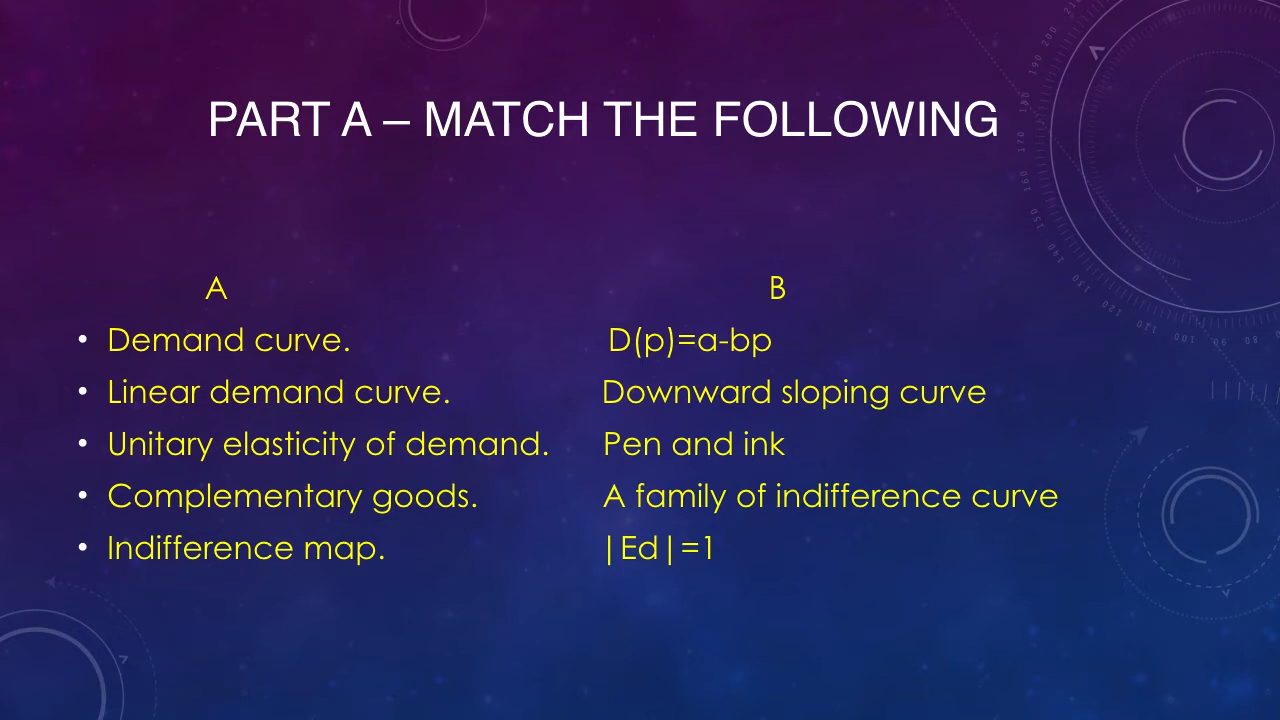 PART A – MATCH THE FOLLOWING
A B
• Demand curve. D(p)=a-bp
• Linear demand curve. Downward sloping curve
• Unitary elasticity of demand. Pen and ink
• Complementary goods. A family of indifference curve
• Indifference map. |Ed|=1